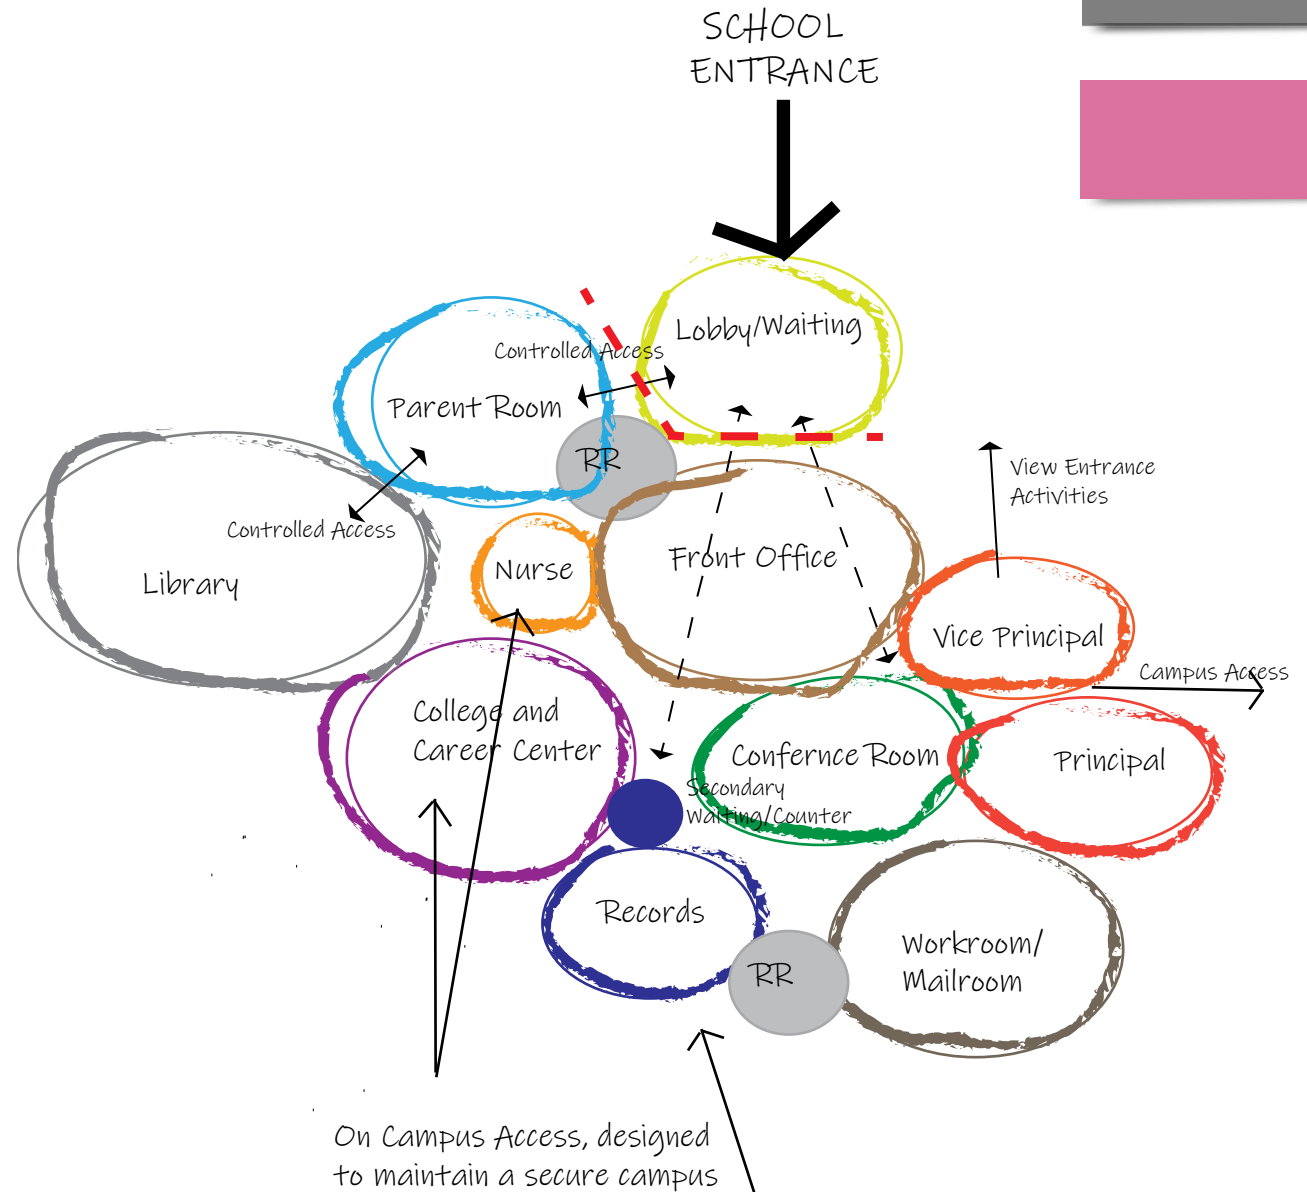 SCHOOL
ENTRANCE
Lobby/Waiting
Controlled Access
Parent Room
RR
View Entrance
Activities
Controlled Access
Library
Nurse
Front Office
Vice Principal
Campus Access
College and
Career Center
Confernce Room
Principal
Secondary
Waiting/Counter
Records
Workroom/
Mailroom
RR
On Campus Access, designed
to maintain a secure campus